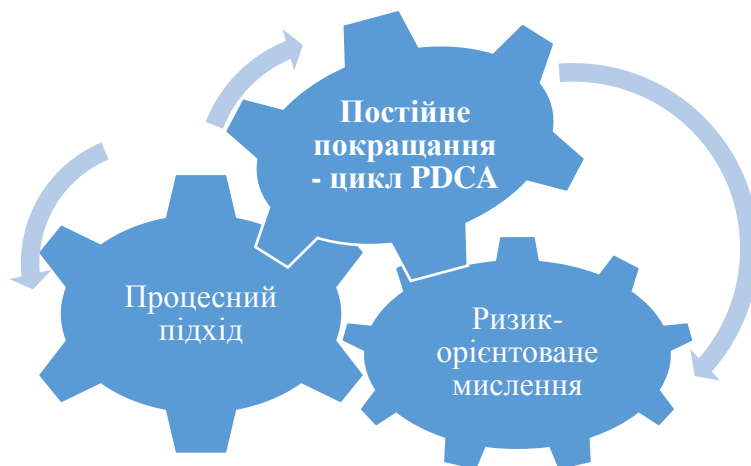 Постійне
покращання
- цикл PDCA
Процесний
підхід
Ризик-
орієнтоване
мислення